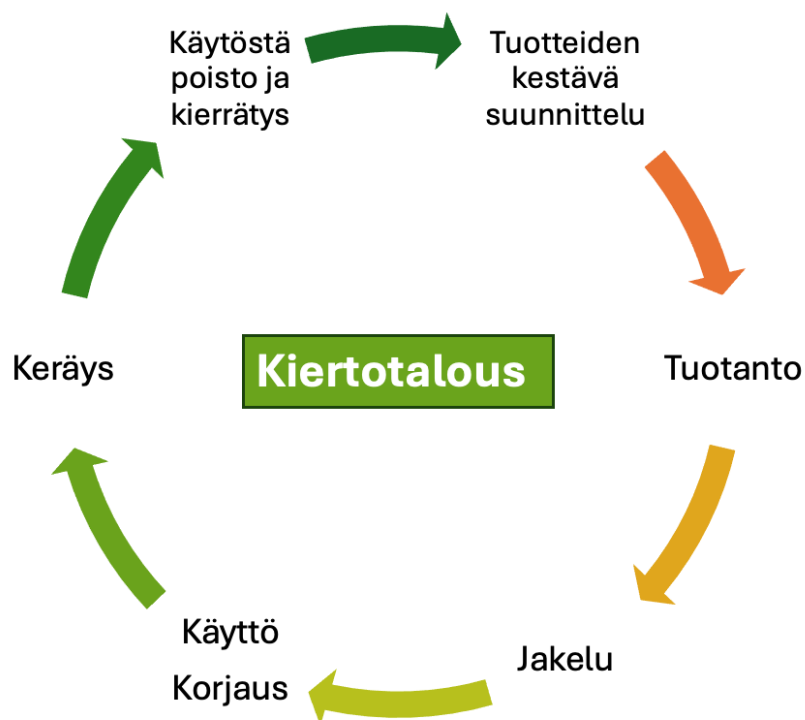 Käytöstä
poisto ja
kierrätys
Tuotteiden
kestävä
suunnittelu
Keräys
Kiertotalous
Tuotanto
Käyttö
Korjaus
Jakelu